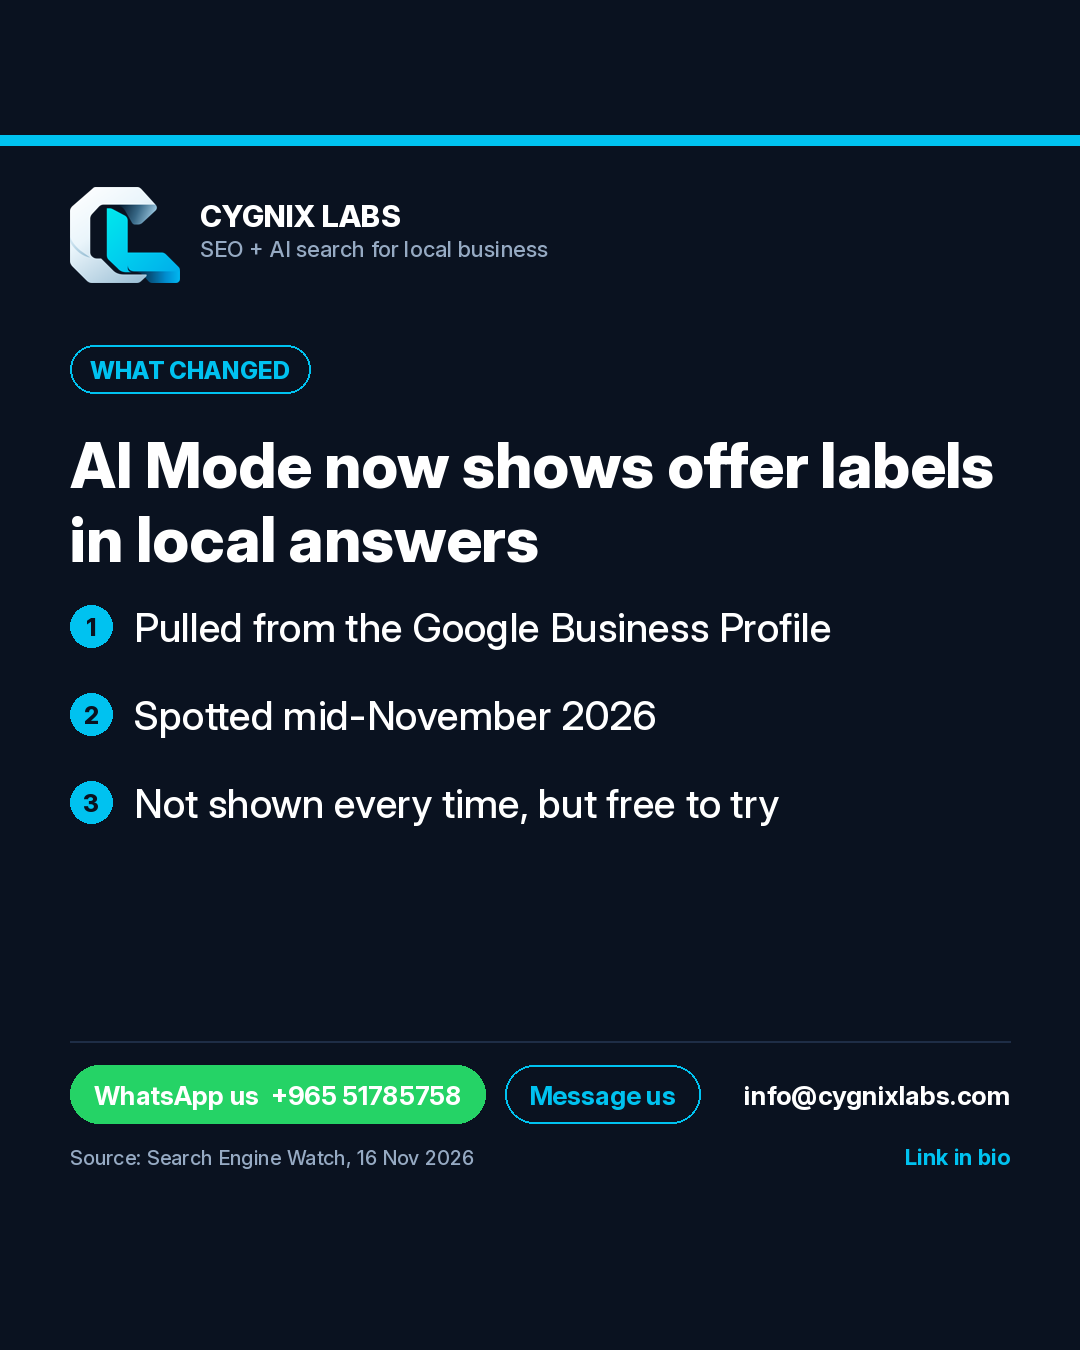 CYGNIX LABS
SEO + AI search for local business
WHAT CHANGED
AI Mode now shows offer labels
in local answers
1 Pulled from the Google Business Profile
2 Spotted mid-November 2026
3 Not shown every time, but free to try
WhatsApp us +965 51785758 Message us info@cygnixlabs.com
Source: Search Engine Watch, 16 Nov 2026 Link in bio